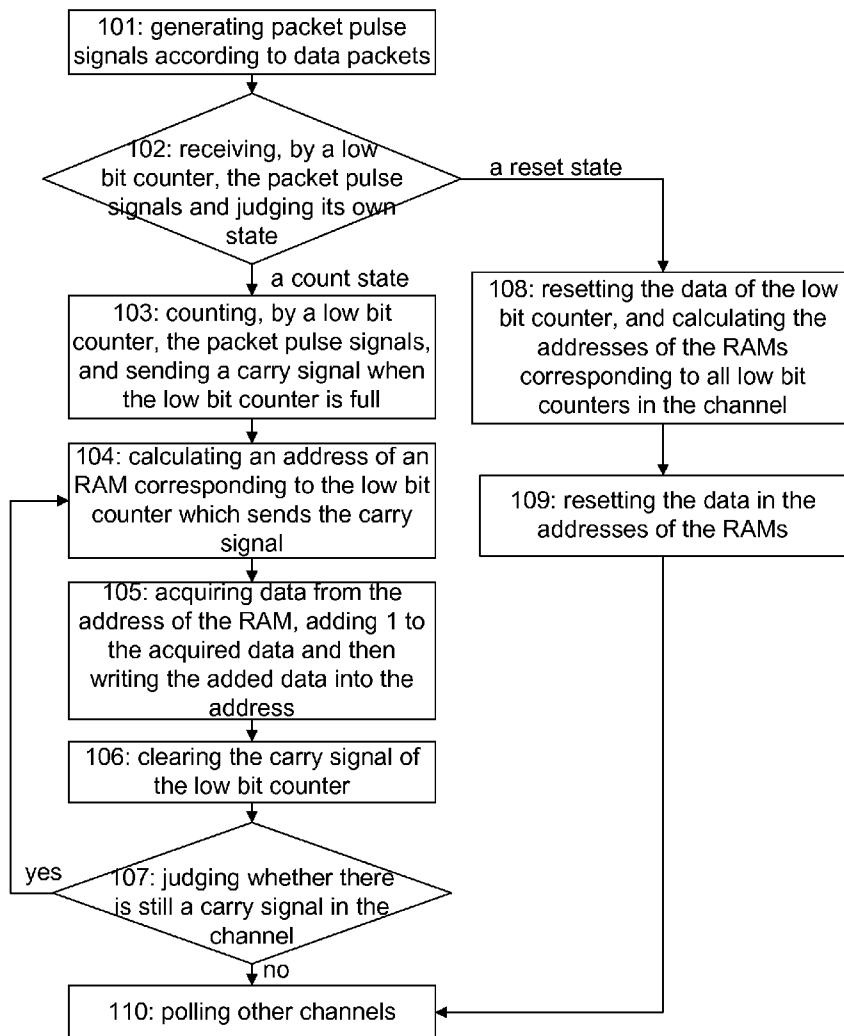 101: generating packet pulse
signals according to data packets
102: receiving, by a low
bit counter, the packet pulse
signals and judging its own
state
a reset state
a count state
103: counting, by a low bit
counter, the packet pulse signals,
and sending a carry signal when
the low bit counter is full
108: resetting the data of the low
bit counter, and calculating the
addresses of the RAMs
corresponding to all low bit
counters in the channel
104: calculating an address of an
RAM corresponding to the low bit
counter which sends the carry
signal
109: resetting the data in the
addresses of the RAMs
105: acquiring data from the
address of the RAM, adding 1 to
the acquired data and then
writing the added data into the
address
106: clearing the carry signal of
the low bit counter
yes
107: judging whether there
is still a carry signal in the
channel
no
110: polling other channels